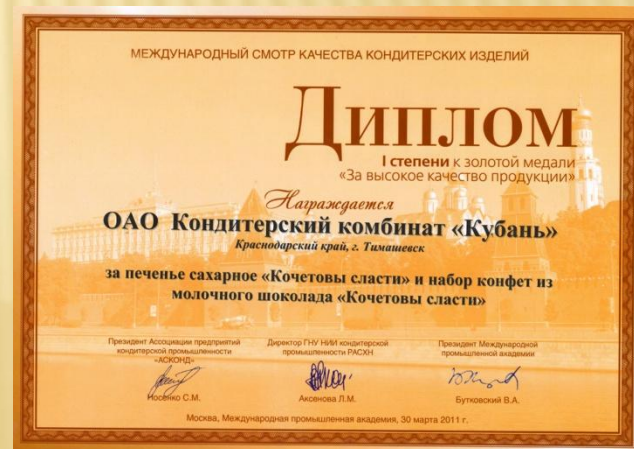 МЕЖДУНАРОДНЫЙ СМОТР КАЧЕСТВА КОНДИТЕРСКИХ ИЗДЕЛИЙ
ДИПЛОМ
I степени к золотой медали
«За высокое качество продукции»
Награждается
ОАО Кондитерский комбинат «Кубань»
Краснодарский край, г. Тимашевск
за печенье сахарное «Кочетовы сласти» и набор конфет из
молочного шоколада «Кочетовы сласти»
Президент Ассоциации предприятий
кондитерской промышленности
«АСКОНД»
Носенко С.М.
Директор ГНУ НИИ кондитерской
промышленности РАСХН
Аксенова Л.М.
Президент Международной
промышленной академии
Бутковский В.А.
Москва, Международная промышленная академия, 30 марта 2011 г.